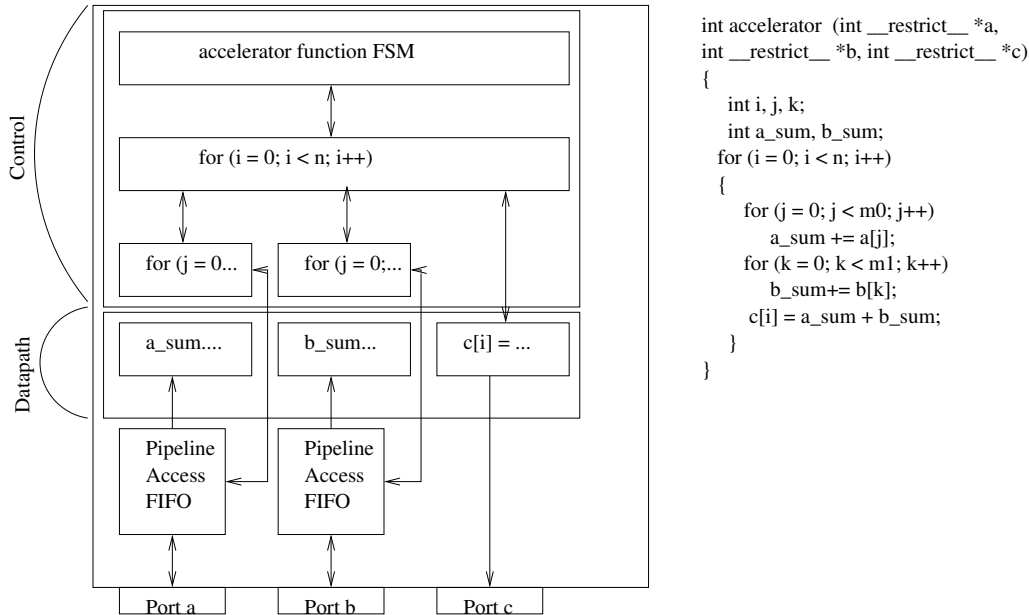 Control
accelerator function FSM
for (i = 0; i < n; i++)
for (j = 0...
for (j = 0;...
Datapath
a_sum....
b_sum...
c[i] = ...
Pipeline
Access
FIFO
Pipeline
Access
FIFO
Port a
Port b
Port c
int accelerator (int __restrict__ *a,
int __restrict__ *b, int __restrict__ *c)
{
int i, j, k;
int a_sum, b_sum;
for (i = 0; i < n; i++)
{
for (j = 0; j < m0; j++)
a_sum += a[j];
for (k = 0; k < m1; k++)
b_sum+= b[k];
c[i] = a_sum + b_sum;
}
}